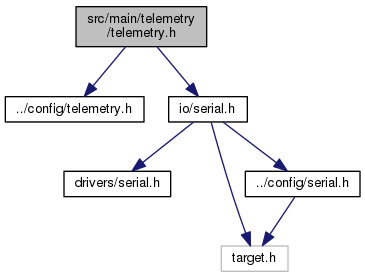 src/main/telemetry
/telemetry.h
../config/telemetry.h
io/serial.h
drivers/serial.h
../config/serial.h
target.h